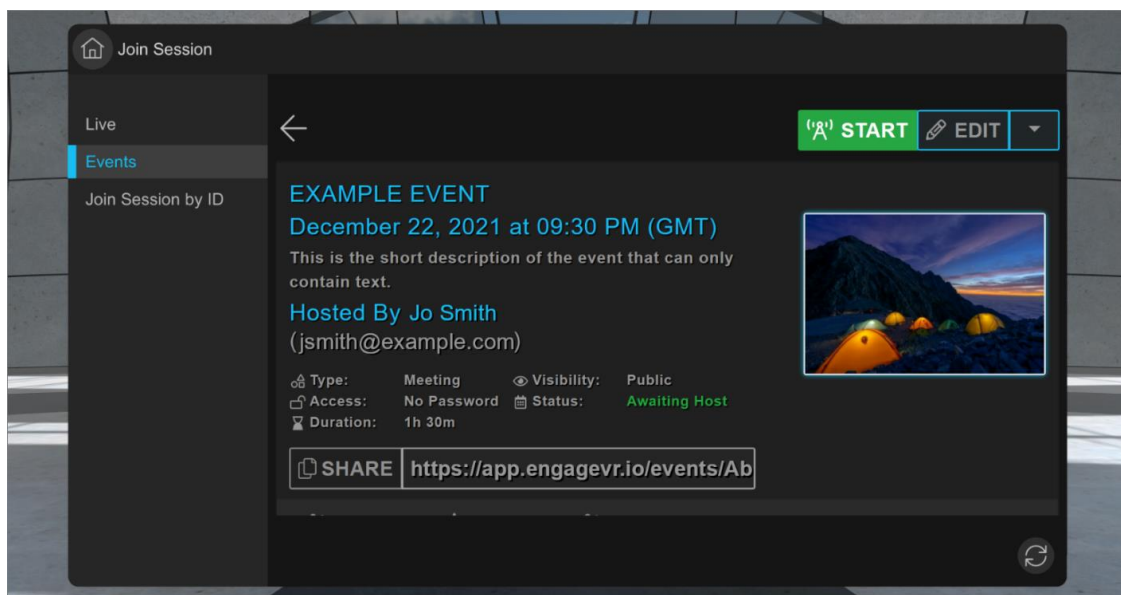 Join Session
Live
Events
Join Session by ID
START
EDIT
EXAMPLE EVENT
December 22, 2021 at 09:30 PM (GMT)
This is the short description of the event that can only
contain text.
Hosted By Jo Smith
(jsmith@example.com)
Type: Meeting Visibility: Public
Access: No Password Status: Awaiting Host
Duration: 1h 30m
SHARE https://app.engagevr.io/events/Ab